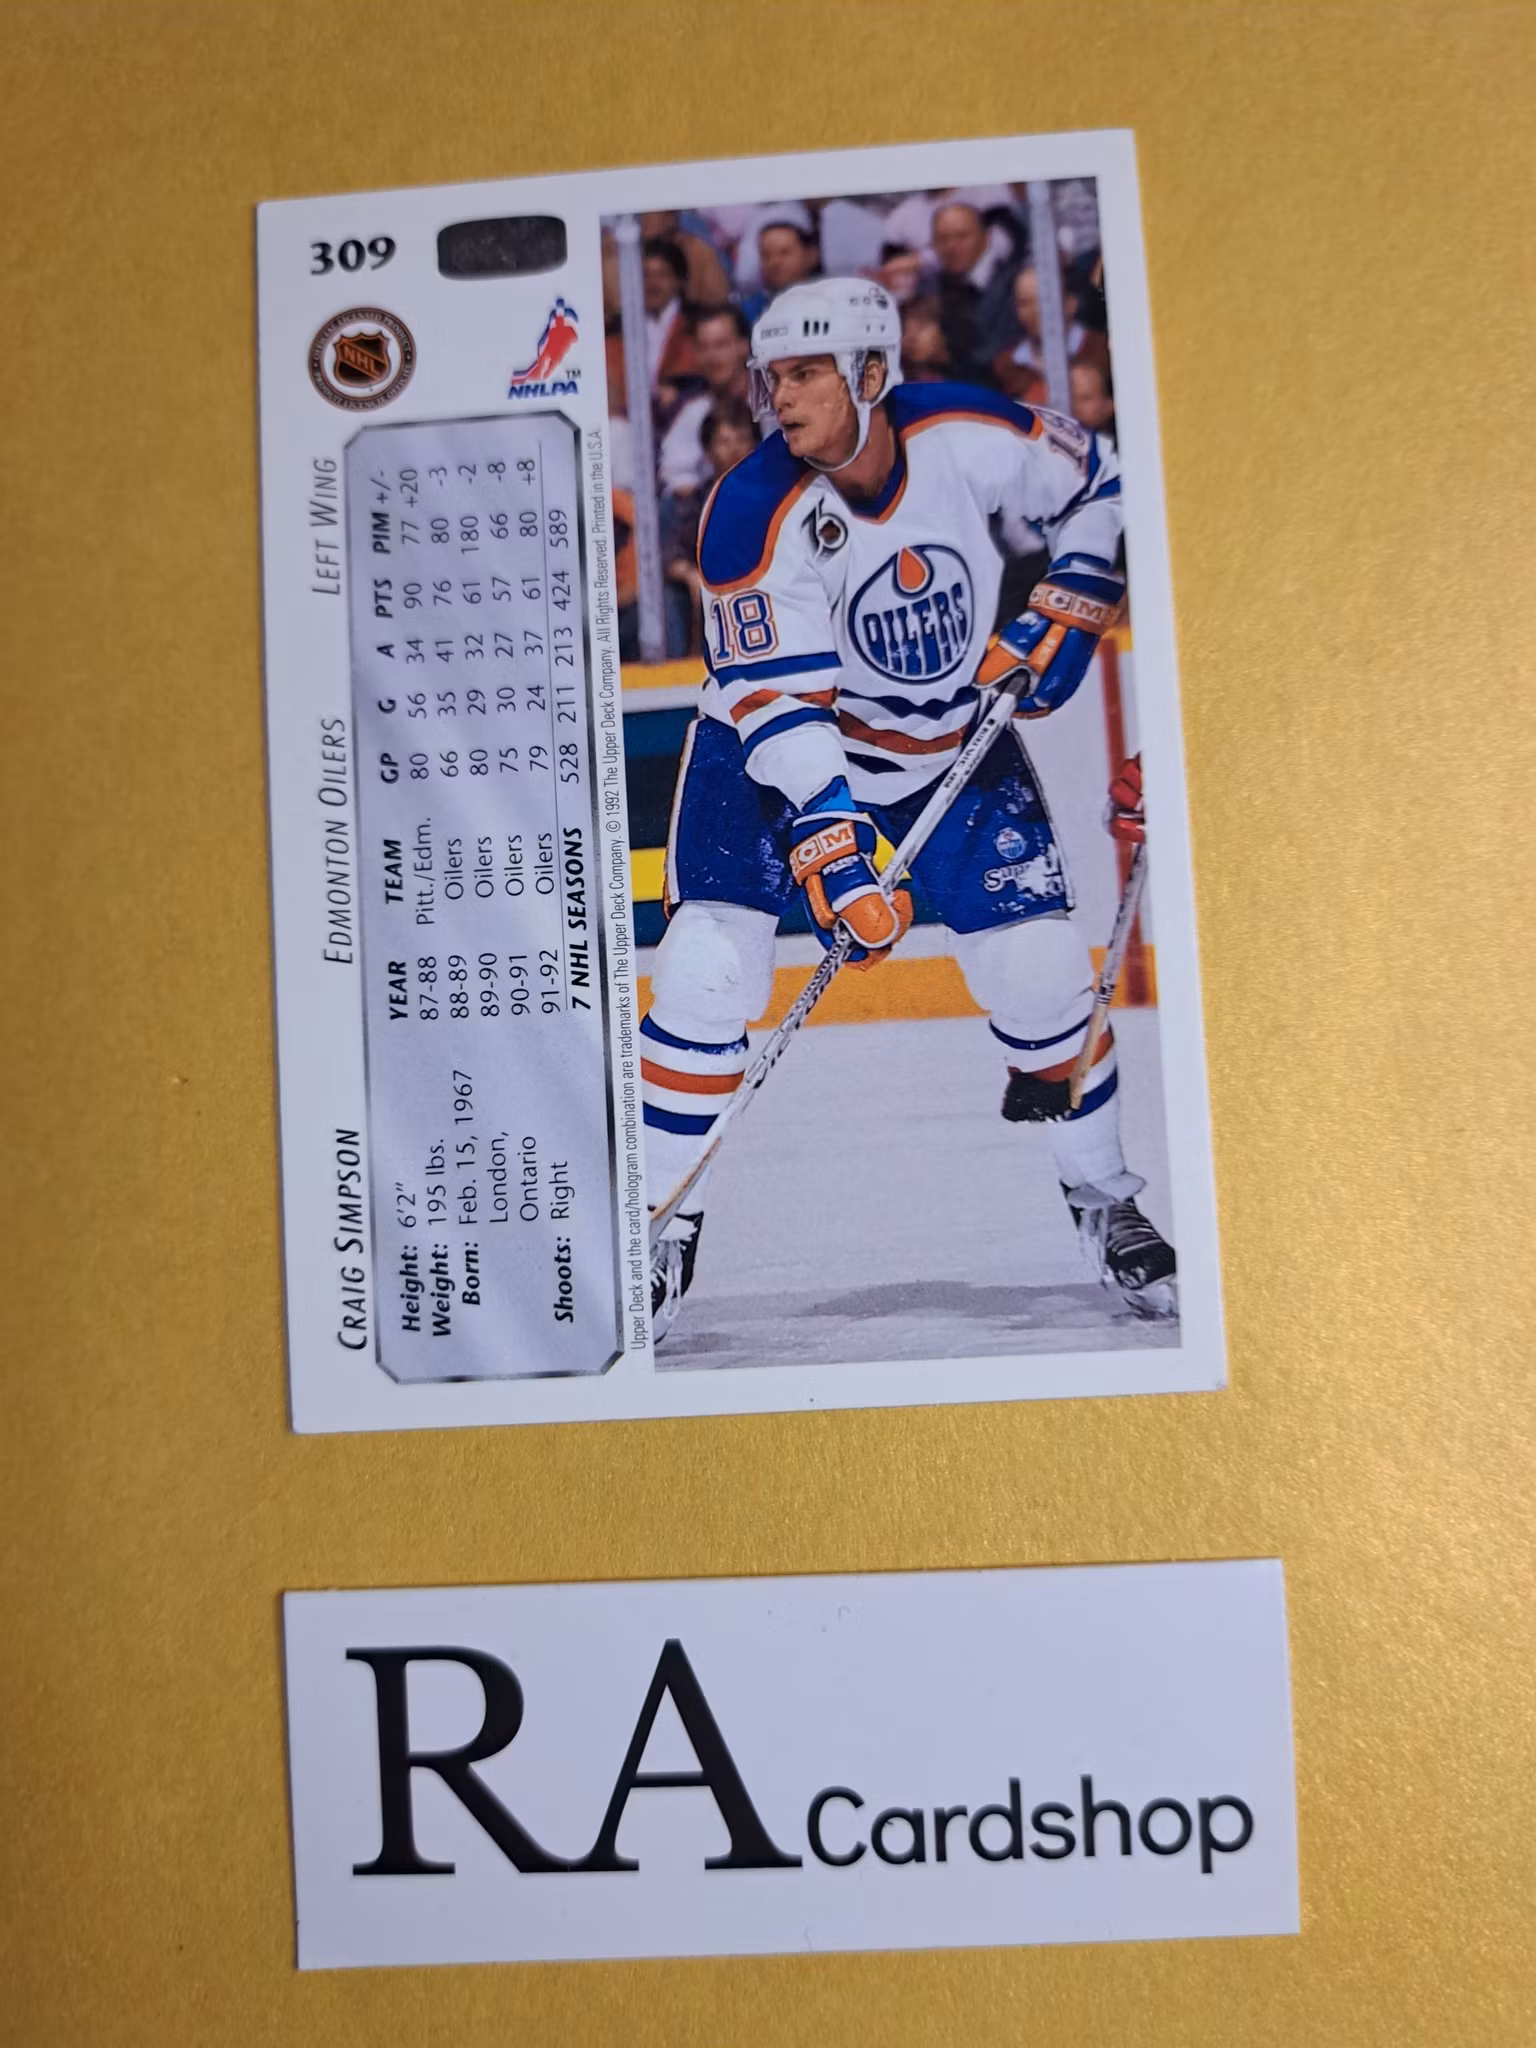 309
NHL
NHLPA
TM
CRAIG SIMPSON EDMONTON OILERS LEFT WING
Height: 6'2"
Weight: 195 lbs.
Born: Feb. 15, 1967
London,
Ontario
Shoots: Right
YEAR TEAM GP G A PTS PIM +/-
87-88 Pitt./Edm. 80 56 34 90 77 +20
88-89 Oilers 66 35 41 76 80 -3
89-90 Oilers 80 29 32 61 180 -2
90-91 Oilers 75 30 27 57 66 -8
91-92 Oilers 79 24 37 61 80 +8
7 NHL SEASONS 528 211 213 424 589
Upper Deck and the card/hologram combination are trademarks of The Upper Deck Company. © 1992 The Upper Deck Company. All Rights Reserved. Printed in the U.S.A.
18
18
75
OILERS
CCM
CCM
RA Cardshop